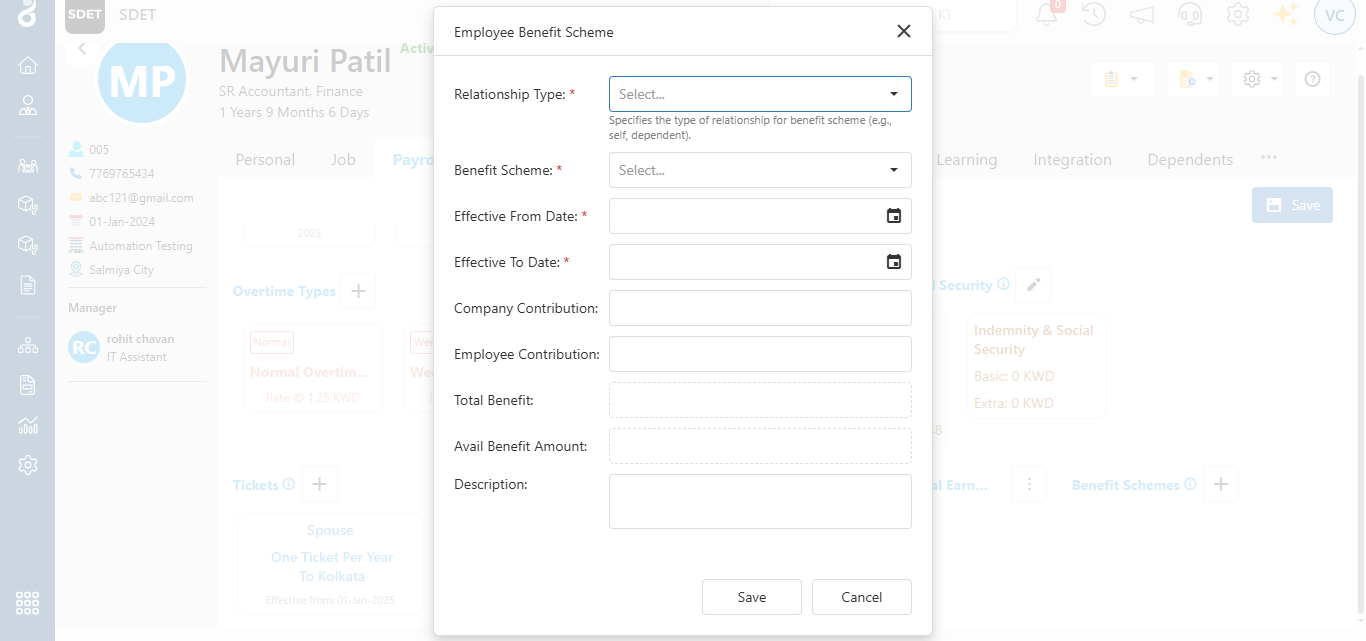 SDET
SDET
K)
0
VC
Employee Benefit Scheme
MP
Mayuri Patil
Activ
SR Accountant, Finance
1 Years 9 Months 6 Days
005
7769765434
abc121@gmail.com
01-Jan-2024
Automation Testing
Salmiya City
Manager
RC
rohit chavan
IT Assistant
Personal
Job
Payro
Learning
Integration
Dependents
Save
2025
Overtime Types
Normal
Normal Overtim...
Rate @ 1.25 KWD
Wee
Wee
Tickets
Spouse
One Ticket Per Year
To Kolkata
Effective from: 01-Jan-2025
Relationship Type: *
Select...
Specifies the type of relationship for benefit scheme (e.g.,
self, dependent).
Benefit Scheme: *
Select...
Effective From Date: *
Effective To Date: *
Company Contribution:
Employee Contribution:
Total Benefit:
Avail Benefit Amount:
Description:
Save
Cancel
l Security
Indemnity & Social
Security
Basic: 0 KWD
Extra: 0 KWD
al Earn...
Benefit Schemes